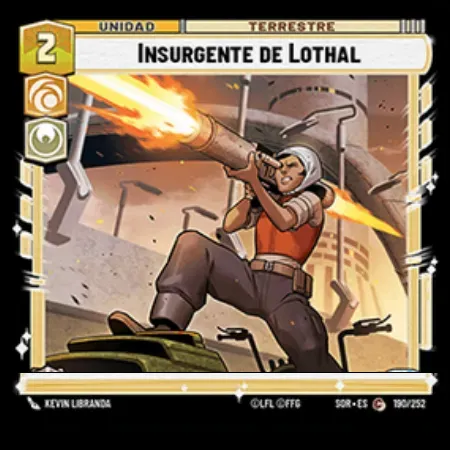 UNIDAD
TERRESTRE
2
INSURGENTE DE LOTHAL
KEVIN LIBRANDA
©LFL ©FFG
SOR • ES
C
190/252